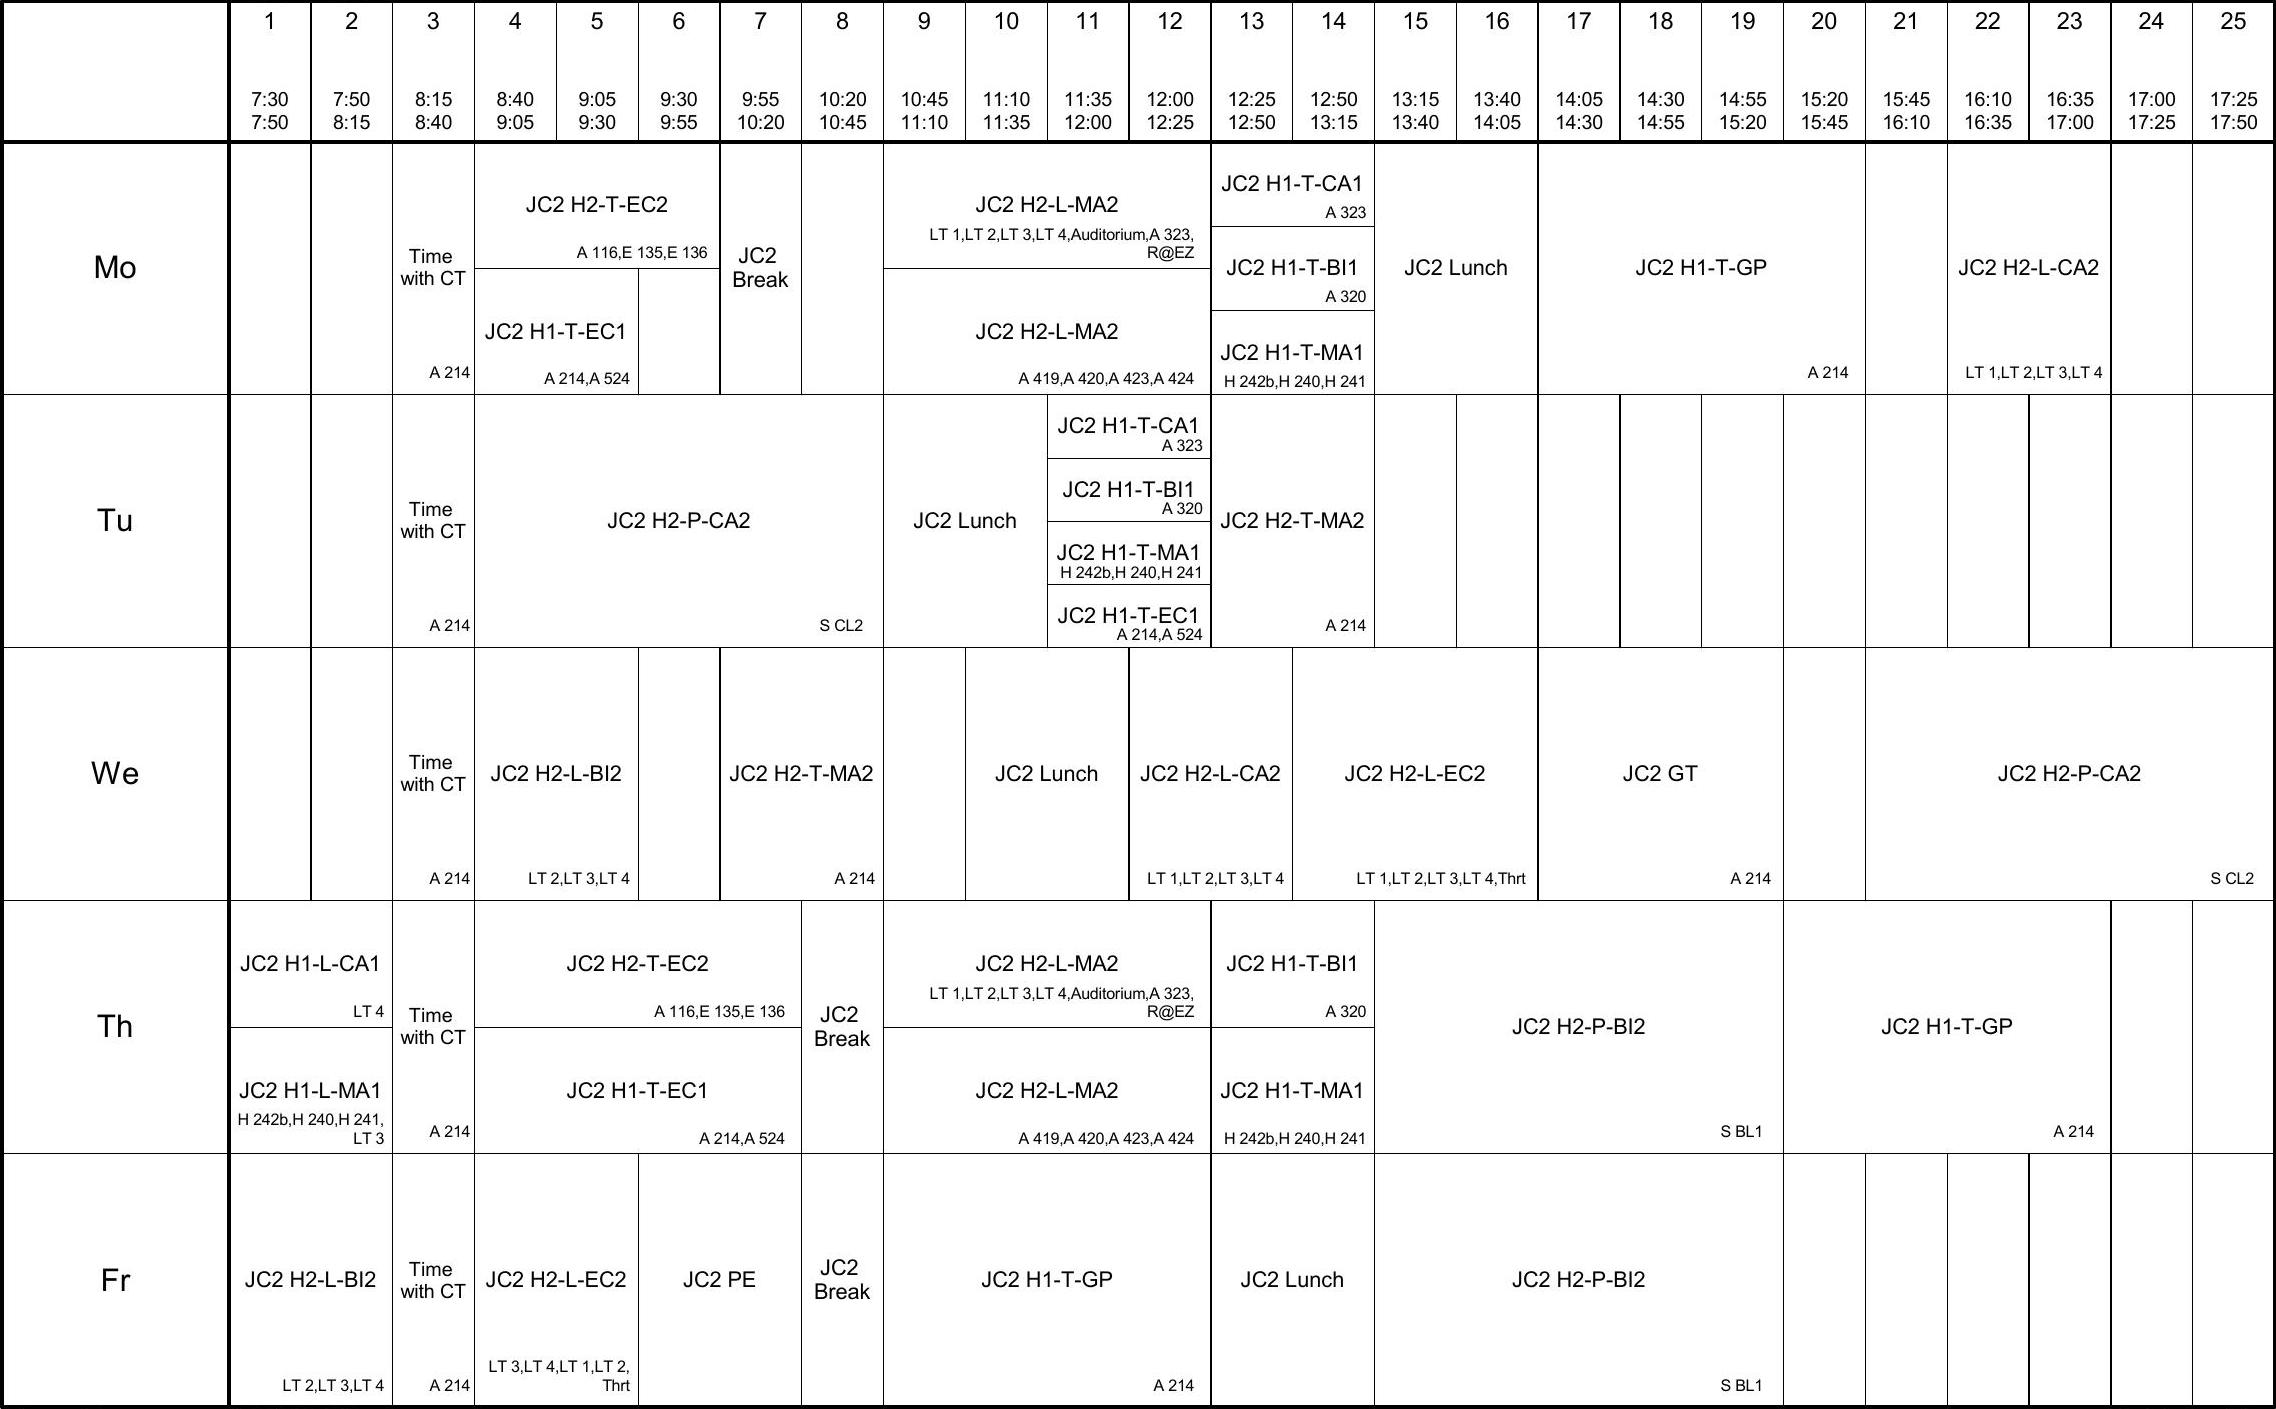 1 2 3 4 5 6 7 8 9 10 11 12 13 14 15 16 17 18 19 20 21 22 23 24 25
7:30 7:50 8:15 8:40 9:05 9:30 9:55 10:20 10:45 11:10 11:35 12:00 12:25 12:50 13:15 13:40 14:05 14:30 14:55 15:20 15:45 16:10 16:35 17:00 17:25
7:50 8:15 8:40 9:05 9:30 9:55 10:20 10:45 11:10 11:35 12:00 12:25 12:50 13:15 13:40 14:05 14:30 14:55 15:20 15:45 16:10 16:35 17:00 17:25 17:50
Mo
Time
with CT
A 214
JC2 H2-T-EC2
A 116,E 135,E 136
JC2 H1-T-EC1
A 214,A 524
JC2
Break
JC2 H2-L-MA2
LT 1,LT 2,LT 3,LT 4,Auditorium,A 323,
R@EZ
JC2 H2-L-MA2
A 419,A 420,A 423,A 424
JC2 H1-T-CA1
A 323
JC2 H1-T-BI1
A 320
JC2 H1-T-MA1
H 242b,H 240,H 241
JC2 Lunch
JC2 H1-T-GP
A 214
JC2 H2-L-CA2
LT 1,LT 2,LT 3,LT 4
Tu
Time
with CT
A 214
JC2 H2-P-CA2
S CL2
JC2 Lunch
JC2 H1-T-CA1
A 323
JC2 H1-T-BI1
A 320
JC2 H1-T-MA1
H 242b,H 240,H 241
JC2 H1-T-EC1
A 214,A 524
JC2 H2-T-MA2
A 214
We
Time
with CT
A 214
JC2 H2-L-BI2
LT 2,LT 3,LT 4
JC2 H2-T-MA2
A 214
JC2 Lunch
JC2 H2-L-CA2
LT 1,LT 2,LT 3,LT 4
JC2 H2-L-EC2
LT 1,LT 2,LT 3,LT 4,Thrt
JC2 GT
A 214
JC2 H2-P-CA2
S CL2
Th
JC2 H1-L-CA1
LT 4
JC2 H1-L-MA1
H 242b,H 240,H 241,
LT 3
Time
with CT
A 214
JC2 H2-T-EC2
A 116,E 135,E 136
JC2 H1-T-EC1
A 214,A 524
JC2
Break
JC2 H2-L-MA2
LT 1,LT 2,LT 3,LT 4,Auditorium,A 323,
R@EZ
JC2 H2-L-MA2
A 419,A 420,A 423,A 424
JC2 H1-T-BI1
A 320
JC2 H1-T-MA1
H 242b,H 240,H 241
JC2 H2-P-BI2
S BL1
JC2 H1-T-GP
A 214
Fr
JC2 H2-L-BI2
LT 2,LT 3,LT 4
Time
with CT
A 214
JC2 H2-L-EC2
LT 3,LT 4,LT 1,LT 2,
Thrt
JC2 PE
JC2
Break
JC2 H1-T-GP
A 214
JC2 Lunch
JC2 H2-P-BI2
S BL1